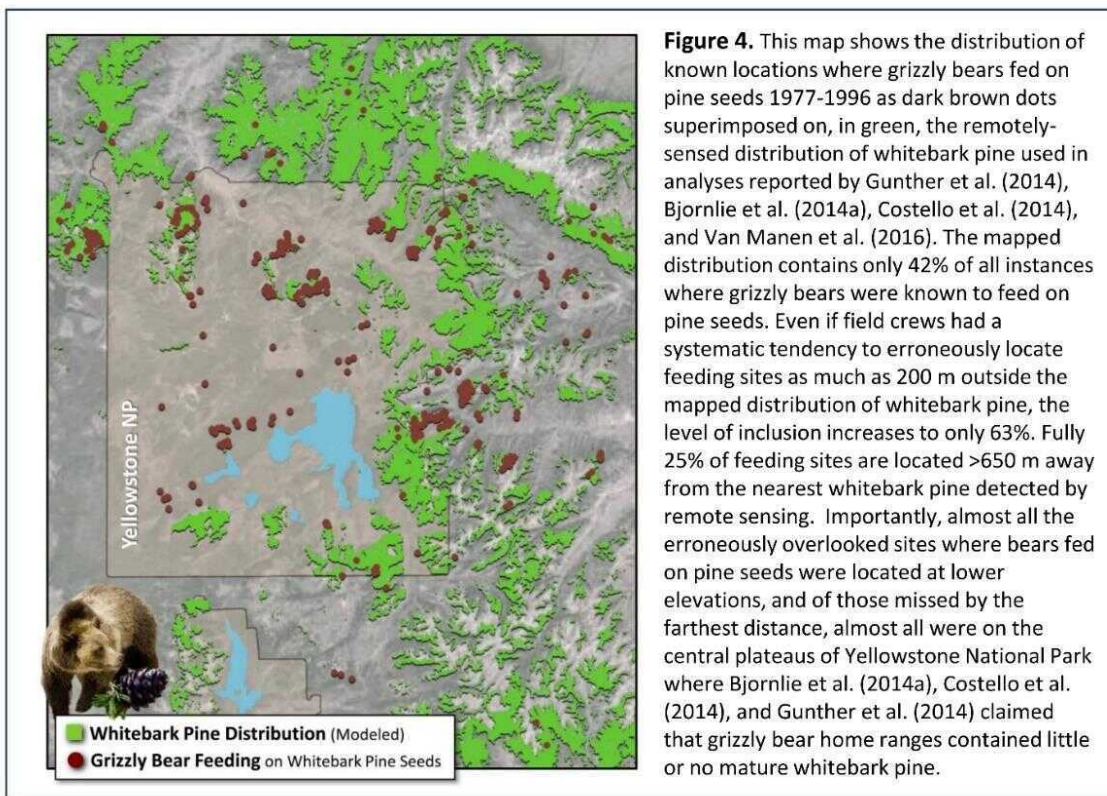 Figure 4. This map shows the distribution of
known locations where grizzly bears fed on
pine seeds 1977-1996 as dark brown dots
superimposed on, in green, the remotely-
sensed distribution of whitebark pine used in
analyses reported by Gunther et al. (2014),
Bjornlie et al. (2014a), Costello et al. (2014),
and Van Manen et al. (2016). The mapped
distribution contains only 42% of all instances
where grizzly bears were known to feed on
pine seeds. Even if field crews had a
systematic tendency to erroneously locate
feeding sites as much as 200 m outside the
mapped distribution of whitebark pine, the
level of inclusion increases to only 63%. Fully
25% of feeding sites are located >650 m away
from the nearest whitebark pine detected by
remote sensing. Importantly, almost all the
erroneously overlooked sites where bears fed
on pine seeds were located at lower
elevations, and of those missed by the
farthest distance, almost all were on the
central plateaus of Yellowstone National Park
where Bjornlie et al. (2014a), Costello et al.
(2014), and Gunther et al. (2014) claimed
that grizzly bear home ranges contained little
or no mature whitebark pine.
Yellowstone NP
Whitebark Pine Distribution (Modeled)
Grizzly Bear Feeding on Whitebark Pine Seeds